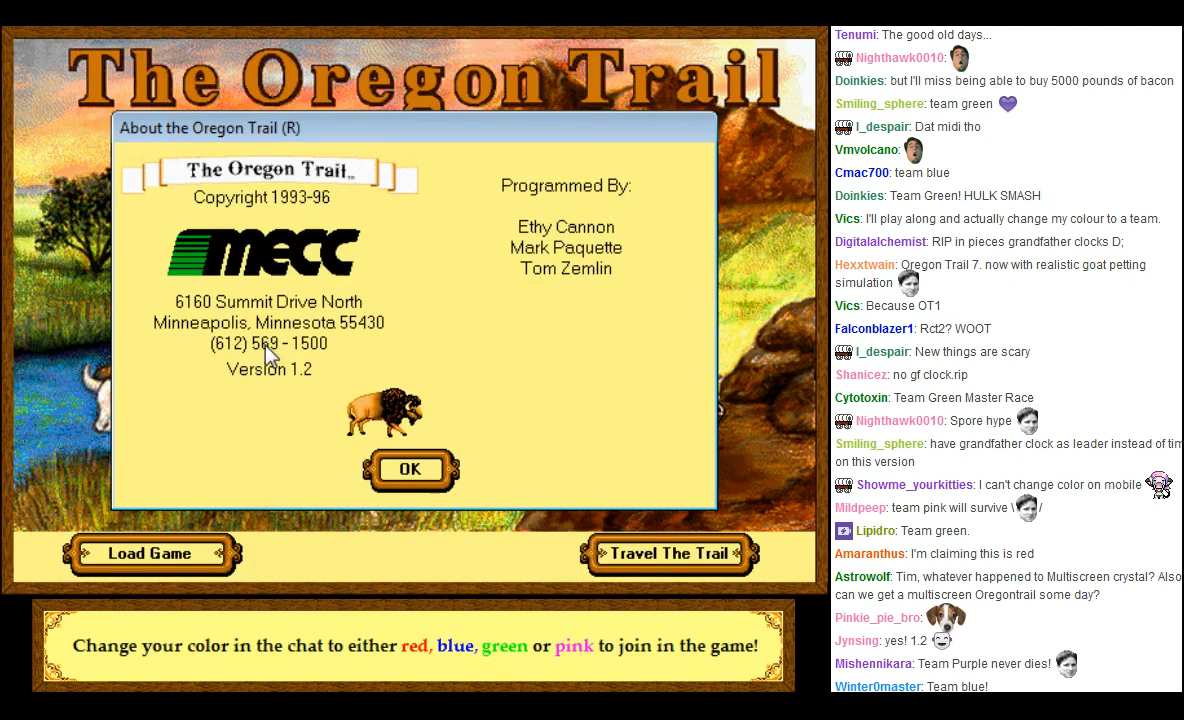 The Oregon Trail
About the Oregon Trail (R)
The Oregon Trail™
Copyright 1993-96
mecc
6160 Summit Drive North
Minneapolis, Minnesota 55430
(612) 569-1500
Version 1.2
Programmed By:
Ethy Cannon
Mark Paquette
Tom Zemlin
OK
Load Game
Travel The Trail
Change your color in the chat to either red, blue, green or pink to join in the game!
Tenumi: The good old days...
Nighthawk0010:
Doinkies: but I'll miss being able to buy 5000 pounds of bacon
Smiling_sphere: team green
I_despair: Dat midi tho
Vmvolcano:
Cmac700: team blue
Doinkies: Team Green! HULK SMASH
Vics: I'll play along and actually change my colour to a team.
Digitalalchemist: RIP in pieces grandfather clocks D;
Hexxtwain: Oregon Trail 7. now with realistic goat petting
simulation
Vics: Because OT1
Falconblazer1: Rct2? WOOT
I_despair: New things are scary
Shanicez: no gf clock.rip
Cytotoxin: Team Green Master Race
Nighthawk0010: Spore hype
Smiling_sphere: have grandfather clock as leader instead of tim
on this version
Showme_yourkitties: I can't change color on mobile
Mildpeep: team pink will survive \ /
Lipidro: Team green.
Amaranthus: I'm claiming this is red
Astrowolf: Tim, whatever happened to Multiscreen crystal? Also
can we get a multiscreen Oregontrail some day?
Pinkie_pie_bro:
Jynsing: yes! 1.2
Mishennikara: Team Purple never dies!
Winter0master: Team blue!